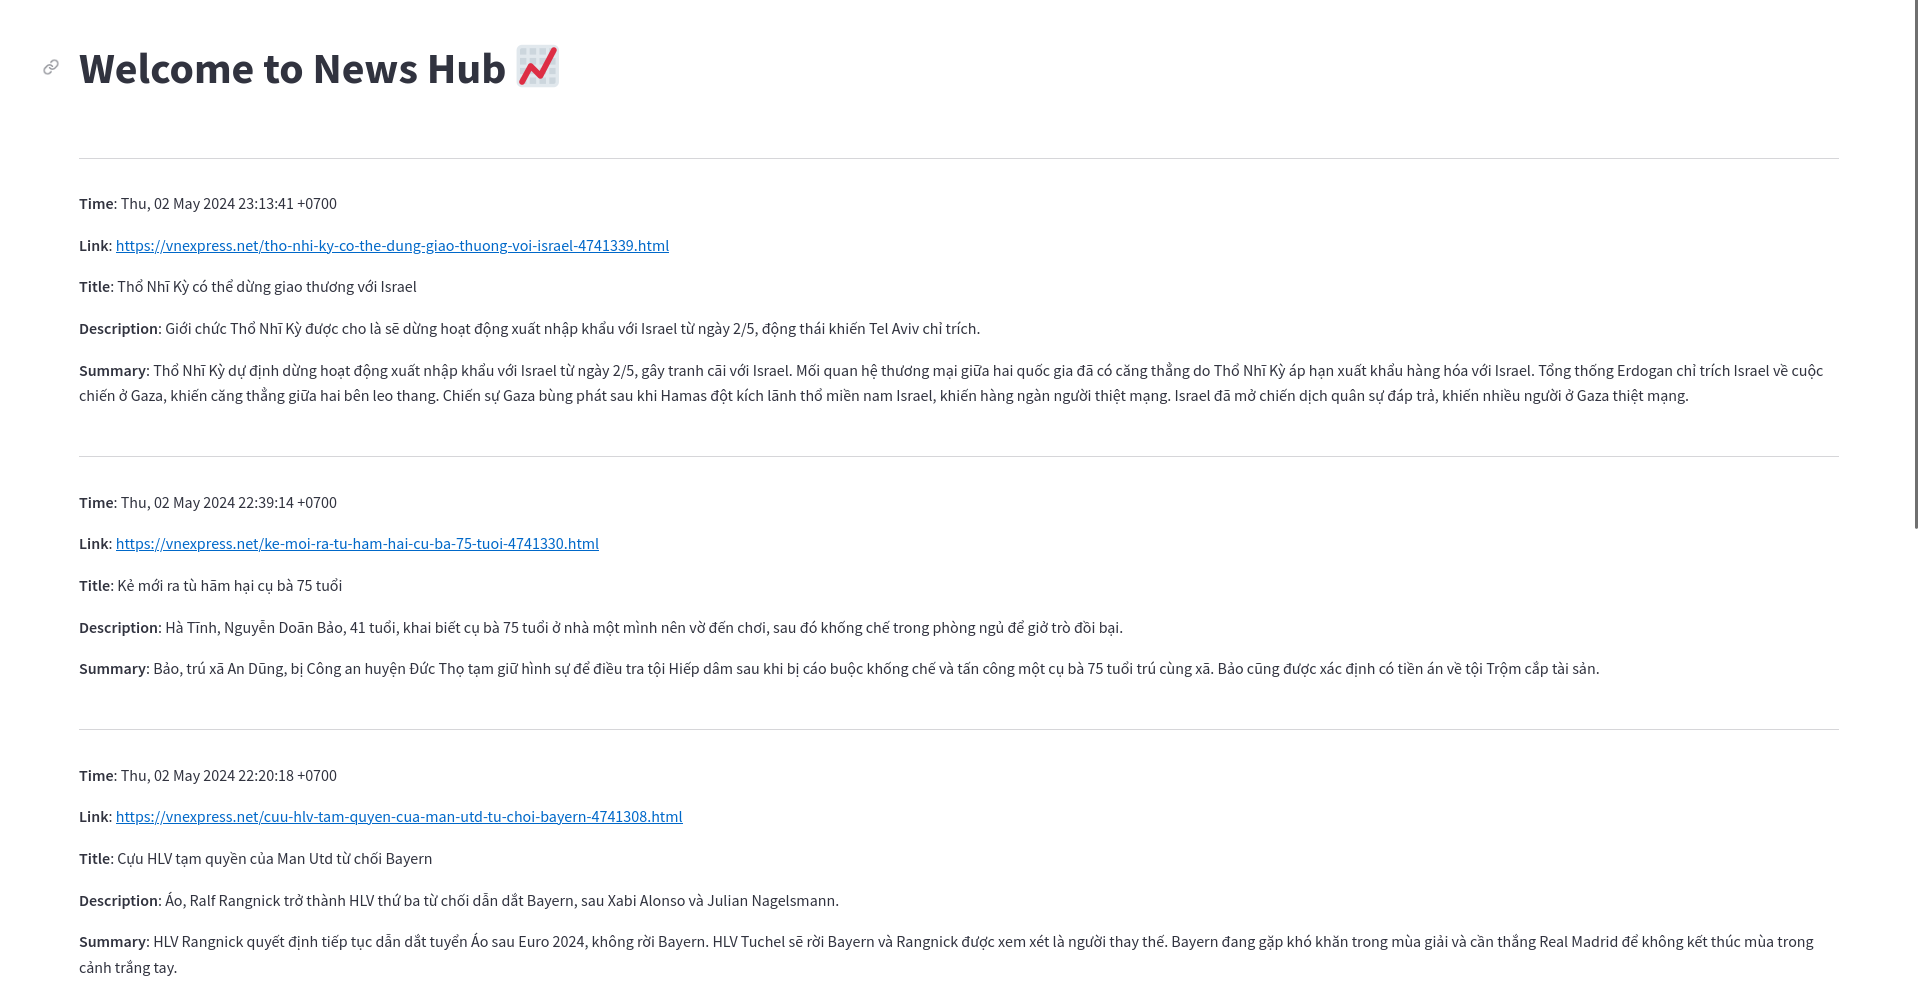 Welcome to News Hub 📈
Time: Thu, 02 May 2024 23:13:41 +0700
Link: https://vnexpress.net/tho-nhi-ky-co-the-dung-giao-thuong-voi-israel-4741339.html
Title: Thổ Nhĩ Kỳ có thể dừng giao thương với Israel
Description: Giới chức Thổ Nhĩ Kỳ được cho là sẽ dừng hoạt động xuất nhập khẩu với Israel từ ngày 2/5, động thái khiến Tel Aviv chỉ trích.
Summary: Thổ Nhĩ Kỳ dự định dừng hoạt động xuất nhập khẩu với Israel từ ngày 2/5, gây tranh cãi với Israel. Mối quan hệ thương mại giữa hai quốc gia đã có căng thẳng do Thổ Nhĩ Kỳ áp hạn xuất khẩu hàng hóa với Israel. Tổng thống Erdogan chỉ trích Israel về cuộc
chiến ở Gaza, khiến căng thẳng giữa hai bên leo thang. Chiến sự Gaza bùng phát sau khi Hamas đột kích lãnh thổ miền nam Israel, khiến hàng ngàn người thiệt mạng. Israel đã mở chiến dịch quân sự đáp trả, khiến nhiều người ở Gaza thiệt mạng.
Time: Thu, 02 May 2024 22:39:14 +0700
Link: https://vnexpress.net/ke-moi-ra-tu-ham-hai-cu-ba-75-tuoi-4741330.html
Title: Kẻ mới ra tù hãm hại cụ bà 75 tuổi
Description: Hà Tĩnh, Nguyễn Doãn Bảo, 41 tuổi, khai biết cụ bà 75 tuổi ở nhà một mình nên vờ đến chơi, sau đó khống chế trong phòng ngủ để giở trò đồi bại.
Summary: Bảo, trú xã An Dũng, bị Công an huyện Đức Thọ tạm giữ hình sự để điều tra tội Hiếp dâm sau khi bị cáo buộc khống chế và tấn công một cụ bà 75 tuổi trú cùng xã. Bảo cũng được xác định có tiền án về tội Trộm cắp tài sản.
Time: Thu, 02 May 2024 22:20:18 +0700
Link: https://vnexpress.net/cuu-hlv-tam-quyen-cua-man-utd-tu-choi-bayern-4741308.html
Title: Cựu HLV tạm quyền của Man Utd từ chối Bayern
Description: Áo, Ralf Rangnick trở thành HLV thứ ba từ chối dẫn dắt Bayern, sau Xabi Alonso và Julian Nagelsmann.
Summary: HLV Rangnick quyết định tiếp tục dẫn dắt tuyển Áo sau Euro 2024, không rời Bayern. HLV Tuchel sẽ rời Bayern và Rangnick được xem xét là người thay thế. Bayern đang gặp khó khăn trong mùa giải và cần thắng Real Madrid để không kết thúc mùa trong
cảnh trắng tay.